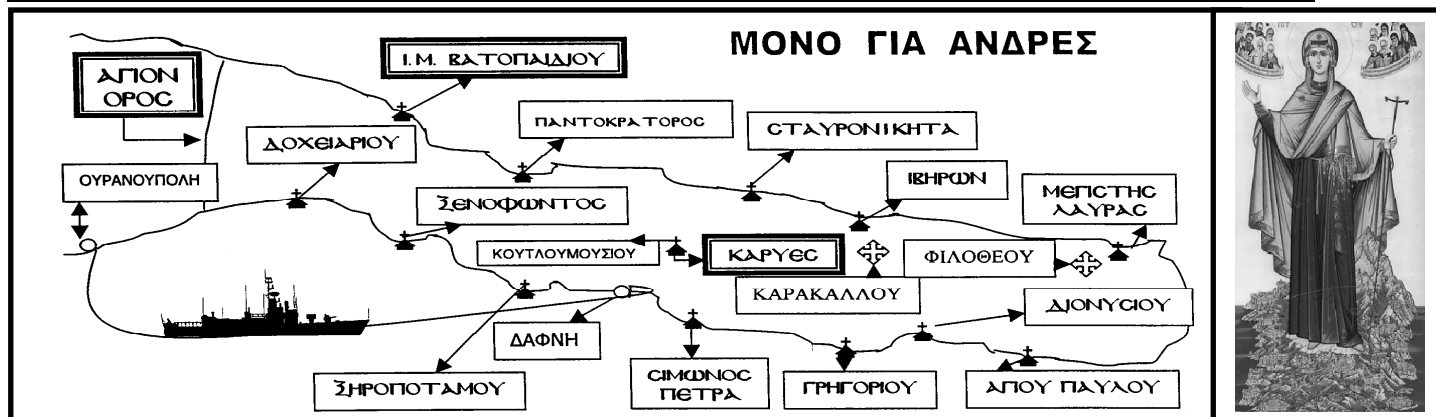 ΜΟΝΟ ΓΙΑ ΑΝΔΡΕΣ
ΑΓΙΟΝ
ΟΡΟΣ
Ι.Μ. ΒΑΤΟΠΑΙΔΙΟΥ
ΔΟΧΕΙΑΡΙΟΥ
ΠΑΝΤΟΚΡΑΤΟΡΟΣ
ΣΤΑΥΡΟΝΙΚΗΤΑ
ΟΥΡΑΝΟΥΠΟΛΗ
ΞΕΝΟΦΩΝΤΟΣ
ΙΒΗΡΩΝ
ΜΕΓΙΣΤΗΣ
ΛΑΥΡΑΣ
ΚΟΥΤΛΟΥΜΟΥΣΙΟΥ
ΚΑΡΥΕΣ
ΦΙΛΟΘΕΟΥ
ΚΑΡΑΚΑΛΛΟΥ
ΔΙΟΝΥΣΙΟΥ
ΔΑΦΝΗ
ΞΗΡΟΠΟΤΑΜΟΥ
ΣΙΜΩΝΟΣ
ΠΕΤΡΑ
ΓΡΗΓΟΡΙΟΥ
ΑΓΙΟΥ ΠΑΥΛΟΥ